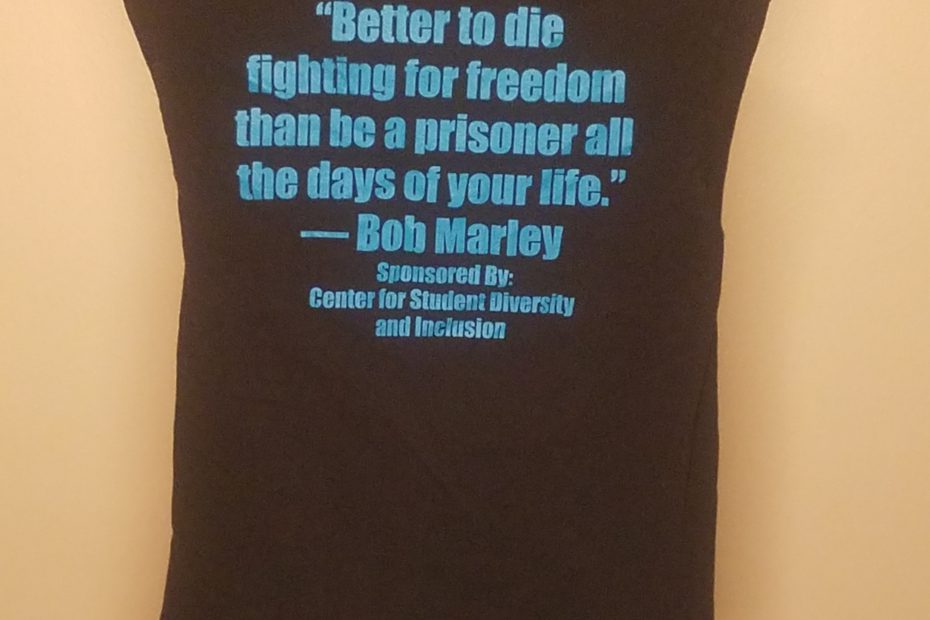 “Better to die
fighting for freedom
than be a prisoner all
the days of your life.”
— Bob Marley
Sponsored By:
Center for Student Diversity
and Inclusion